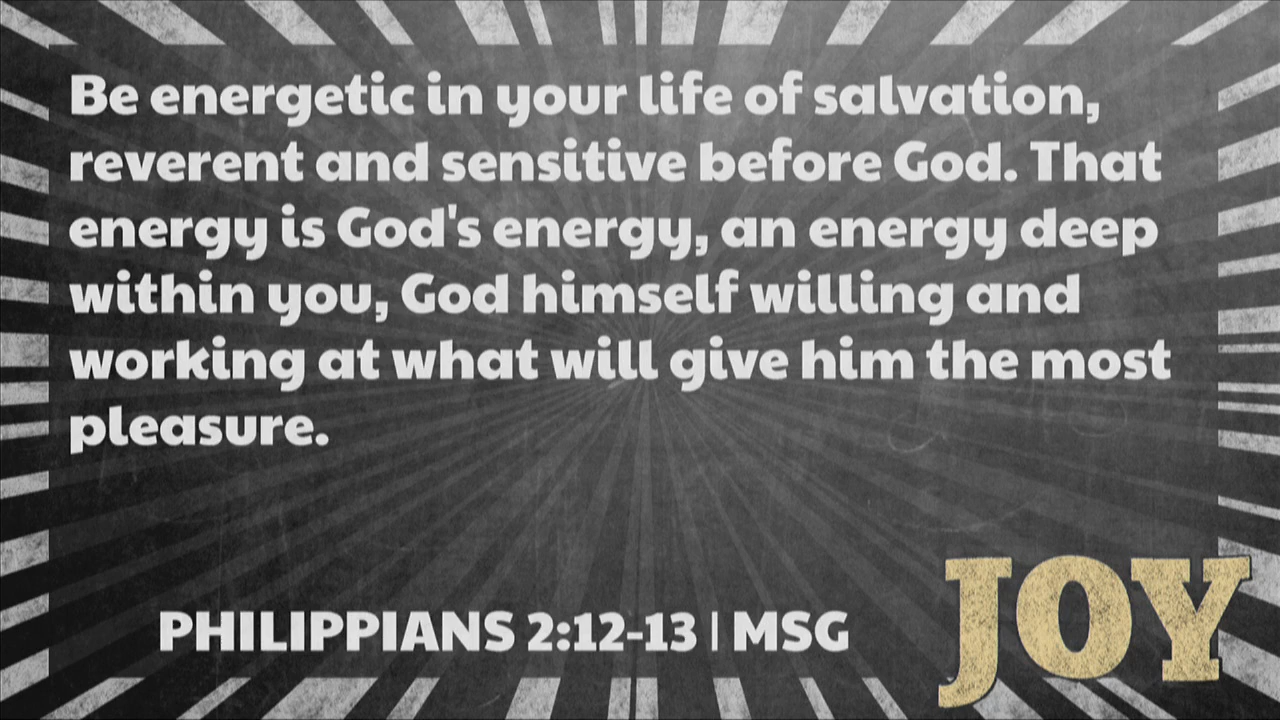 Be energetic in your life of salvation,
reverent and sensitive before God. That
energy is God's energy, an energy deep
within you, God himself willing and
working at what will give him the most
pleasure.
PHILIPPIANS 2:12-13 | MSG
JOY